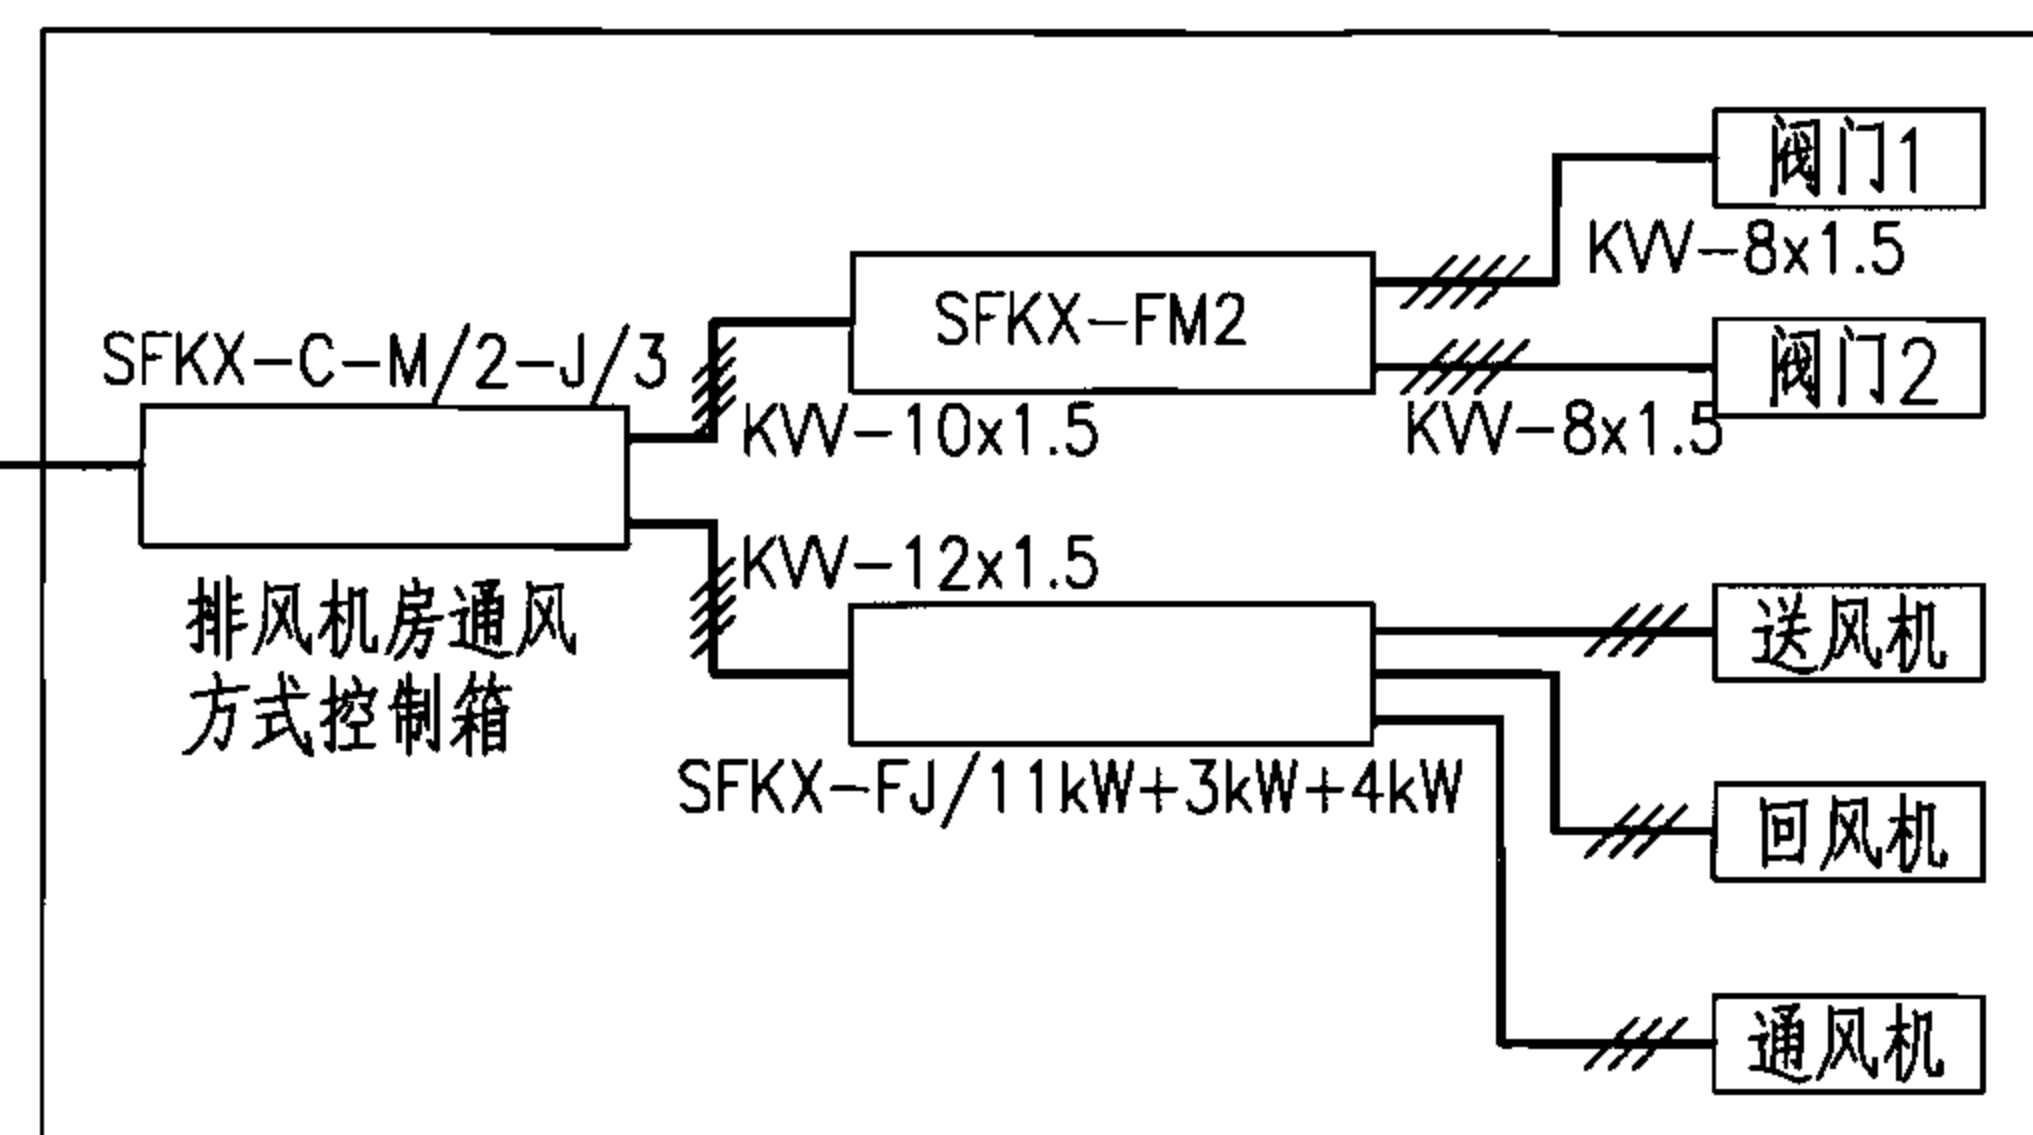 阀门1
KVV-8x1.5
SFKX-FM2
SFKX-C-M/2-J/3
阀门2
KVV-10x1.5
KVV-8x1.5
KVV-12x1.5
排风机房通风
方式控制箱
送风机
SFKX-FJ/11kW+3kW+4kW
回风机
通风机